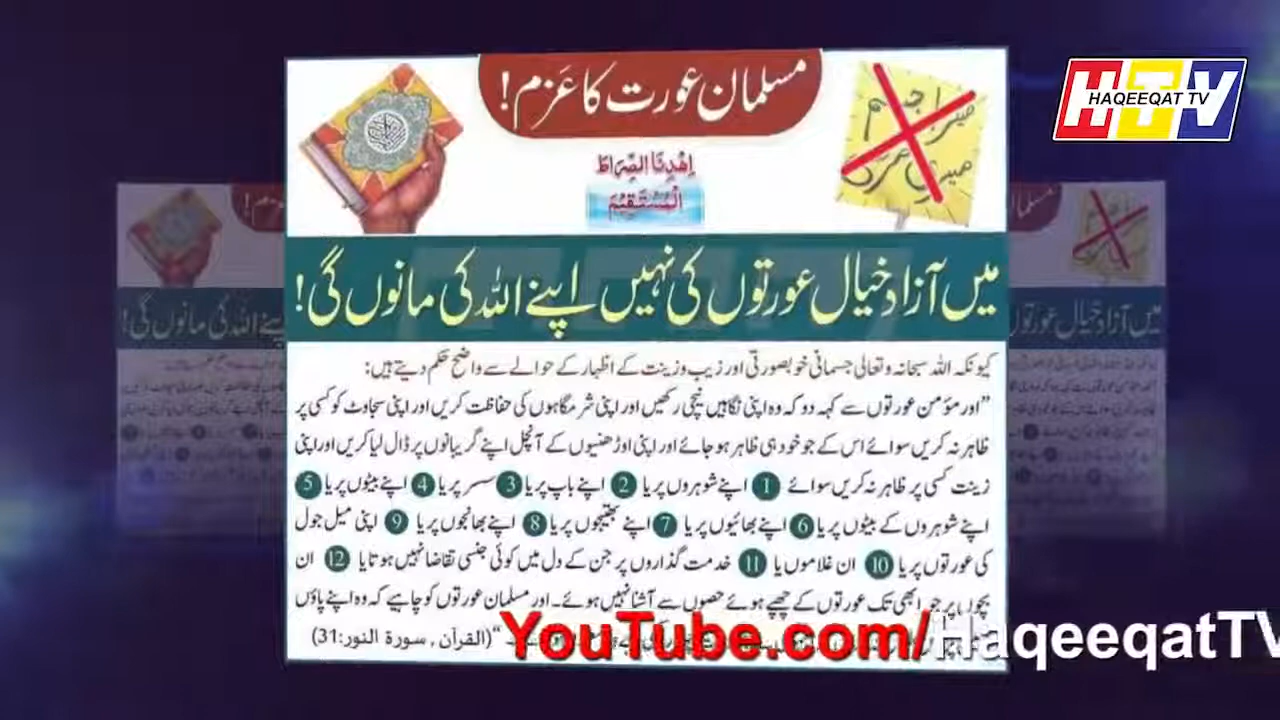 مسلمان عورت کا عَزم!
میرا جسم
میری مرضی
اِهْدِنَا الصِّرَاطَ
الْمُسْتَقِيْمَ
HTV
HAQEEQAT TV
میں آزاد خیال عورتوں کی نہیں اپنے اللہ کی مانوں گی!
کیونکہ اللہ سبحانہ وتعالیٰ جسمانی خوبصورتی اور زیب وزینت کے اظہار کے حوالے سے واضح حکم دیتے ہیں:
”اور مؤمن عورتوں سے کہہ دو کہ وہ اپنی نگاہیں نیچی رکھیں اور اپنی شرمگاہوں کی حفاظت کریں اور اپنی سجاوٹ کو کسی پر
ظاہر نہ کریں سوائے اس کے جو خود ہی ظاہر ہو جائے اور اپنی اوڑھنیوں کے آنچل اپنے گریبانوں پر ڈال لیا کریں اور اپنی
زینت کسی پر ظاہر نہ کریں سوائے 1 اپنے شوہروں پر یا 2 اپنے باپ پر یا 3 سسر پر یا 4 اپنے بیٹوں پر یا 5
اپنے شوہروں کے بیٹوں پر یا 6 اپنے بھائیوں پر یا 7 اپنے بھتیجوں پر یا 8 اپنے بھانجوں پر یا 9 اپنی میل جول
کی عورتوں پر یا 10 ان غلاموں یا 11 خدمت گذاروں پر جن کے دل میں کوئی جنسی تقاضا نہیں ہوتا یا 12 ان
بچوں پر جو ابھی تک عورتوں کے چھپے ہوئے حصوں سے آشنا نہیں ہوئے۔ اور مسلمان عورتوں کو چاہیے کہ وہ اپنے پاؤں
“(القرآن، سورة النور:31)
YouTube.com/HaqeeqatTV